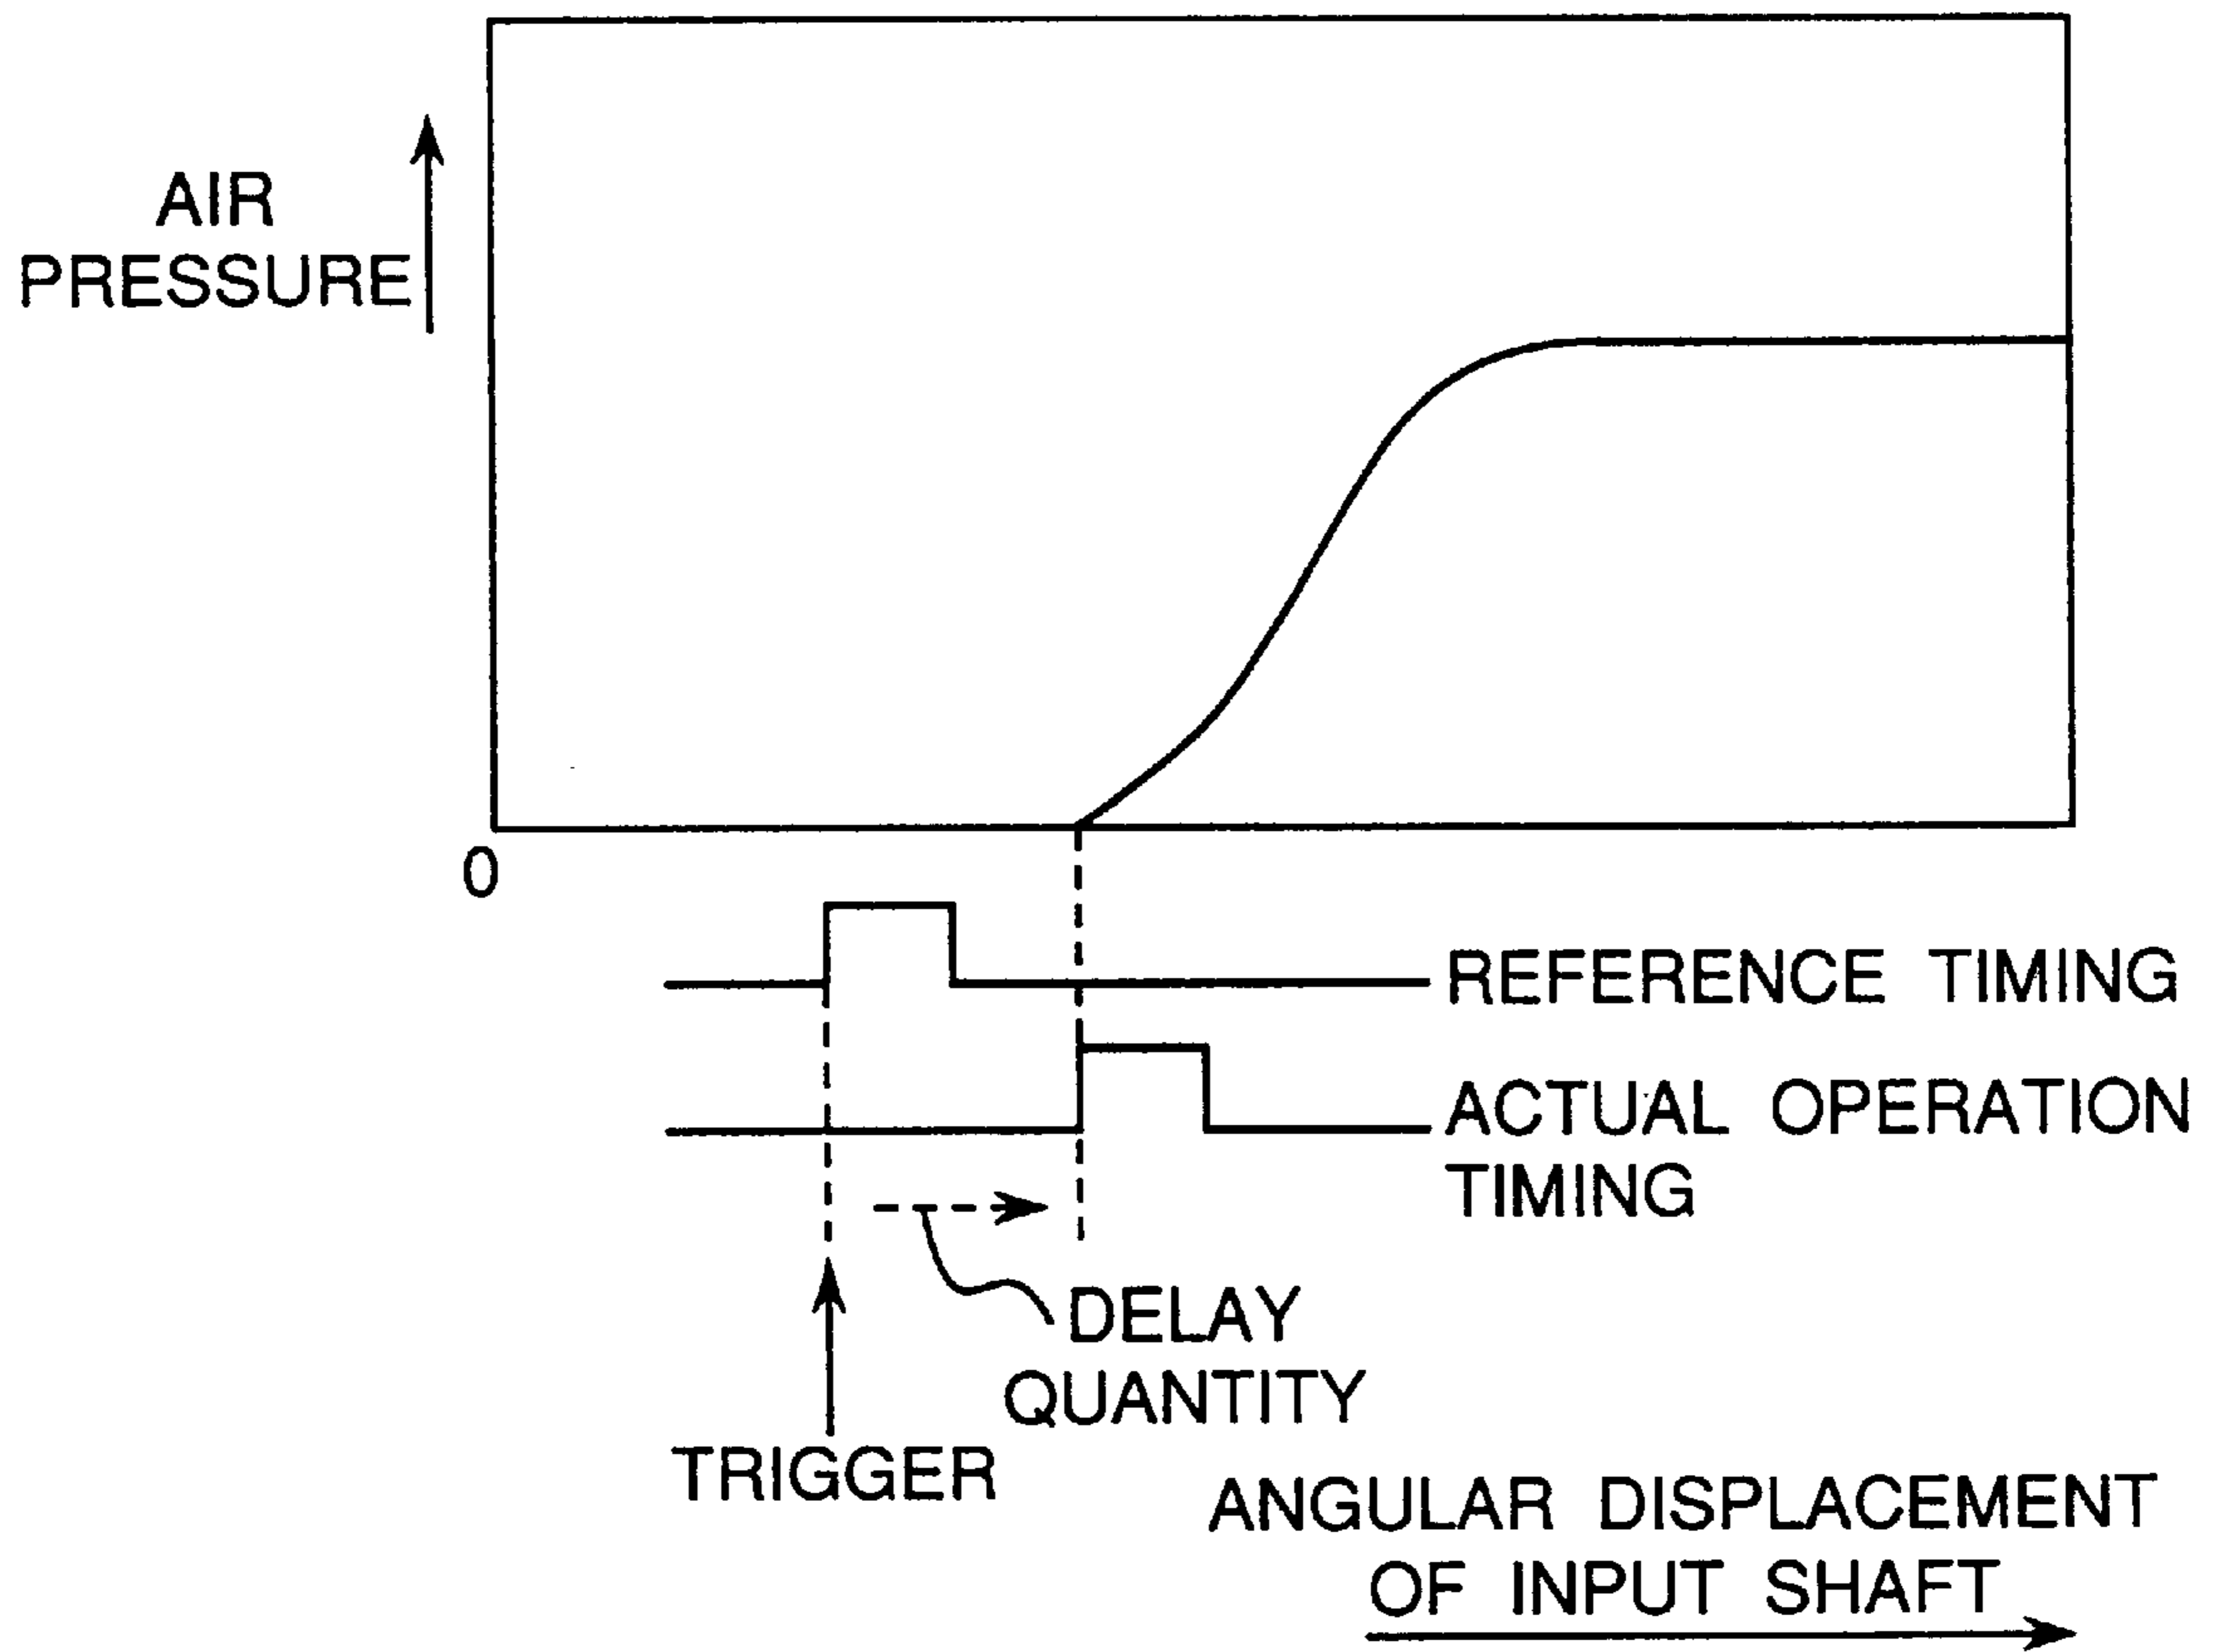 AIR
PRESSURE
0
REFERENCE TIMING
ACTUAL OPERATION
TIMING
DELAY
QUANTITY
TRIGGER
ANGULAR DISPLACEMENT
OF INPUT SHAFT